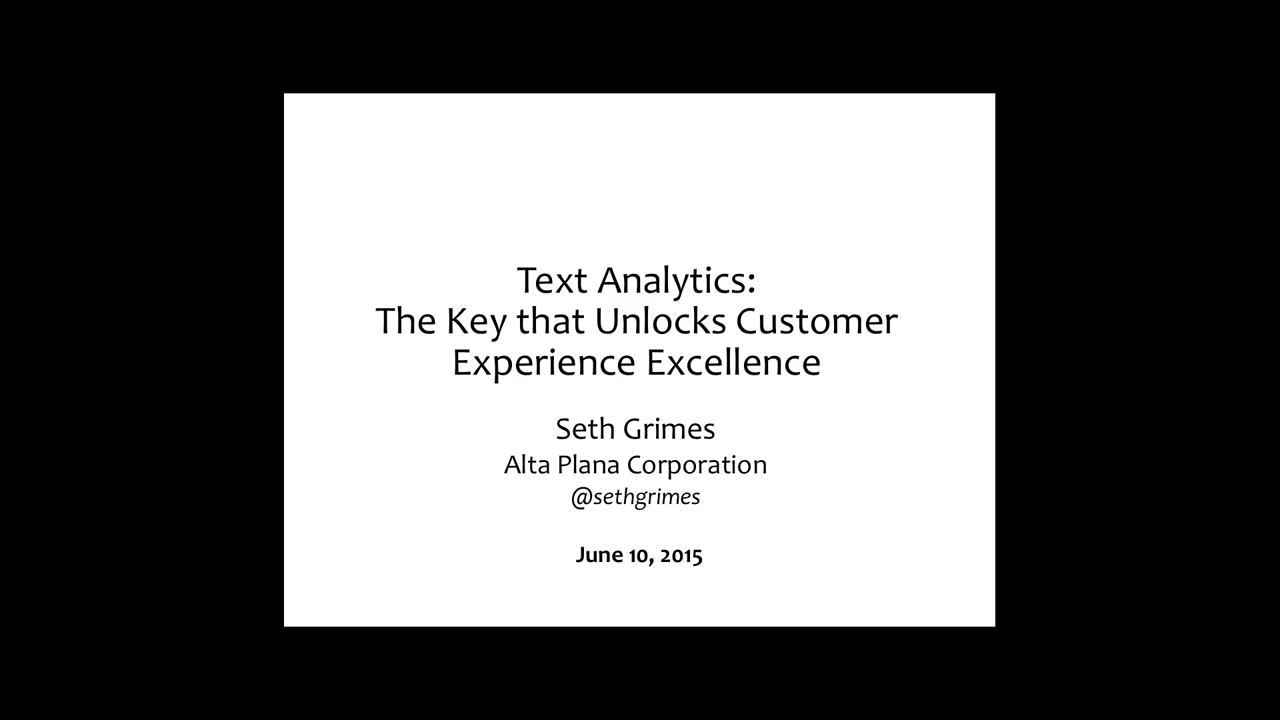 Text Analytics:
The Key that Unlocks Customer
Experience Excellence
Seth Grimes
Alta Plana Corporation
@sethgrimes
June 10, 2015